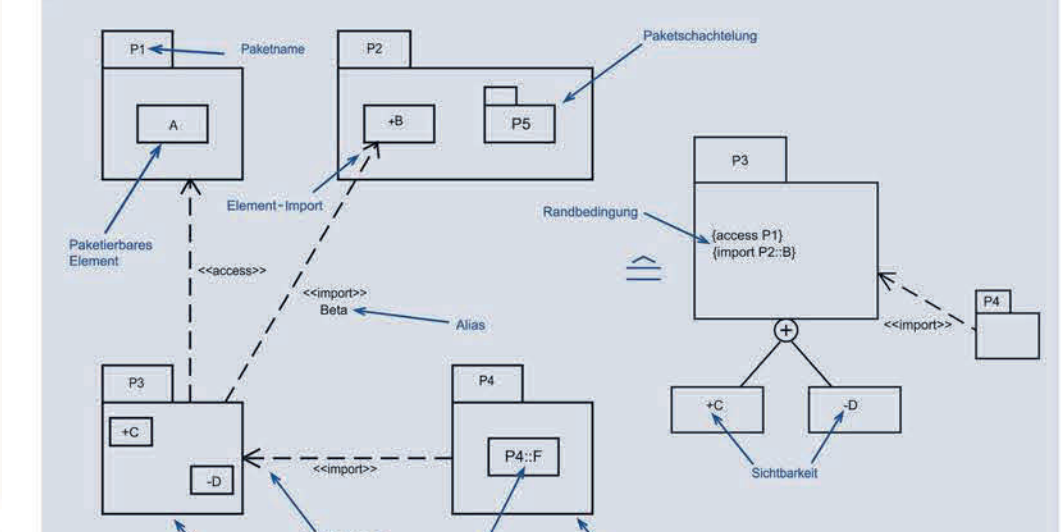 P1
Paketname
P2
Paketschachtelung
A
+B
P5
P3
Element-Import
Randbedingung
{access P1}
{import P2::B}
Paketierbares
Element
<<access>>
<<import>>
Beta
Alias
P4
<<import>>
P3
P4
+C
-D
+C
P4::F
<<import>>
-D
Sichtbarkeit